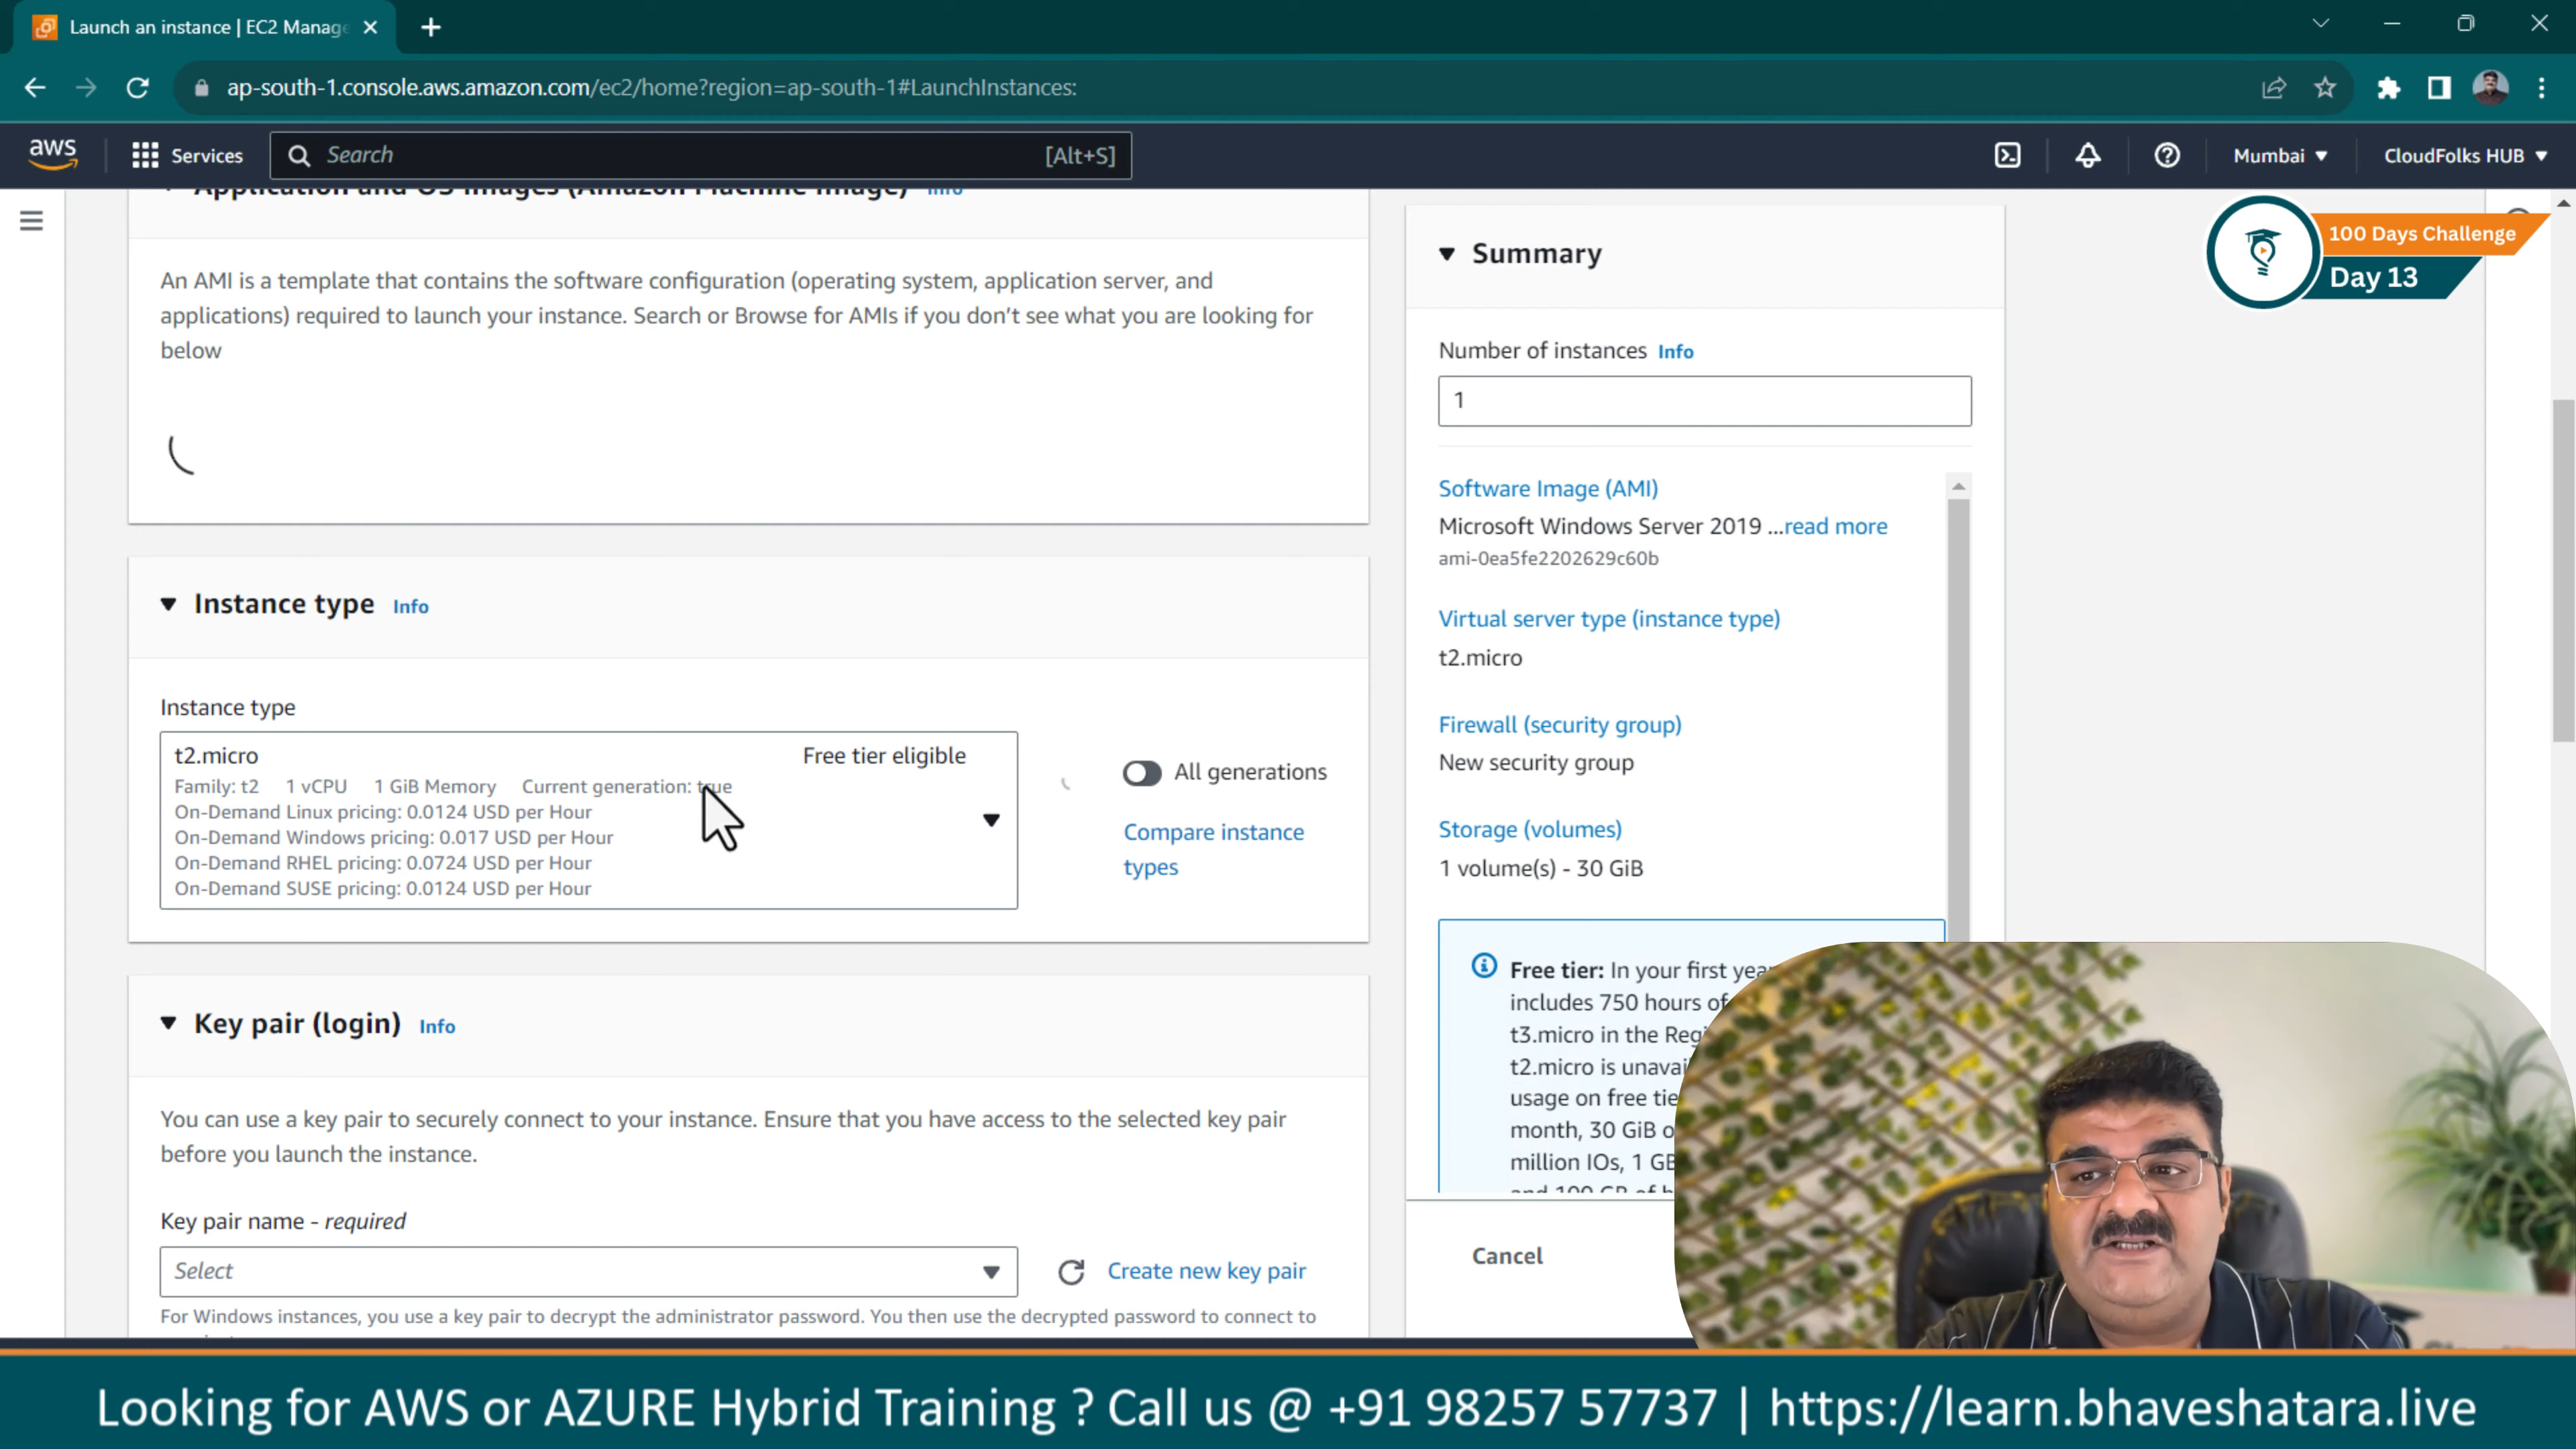 Launch an instance | EC2 Manage
ap-south-1.console.aws.amazon.com/ec2/home?region=ap-south-1#LaunchInstances:
aws
Services
Search
[Alt+S]
Mumbai
CloudFolks HUB
Application and OS Images (Amazon Machine Image) Info
100 Days Challenge
Day 13
An AMI is a template that contains the software configuration (operating system, application server, and
applications) required to launch your instance. Search or Browse for AMIs if you don't see what you are looking for
below
Instance type Info
Instance type
t2.micro Free tier eligible
Family: t2 1 vCPU 1 GiB Memory Current generation: true
On-Demand Linux pricing: 0.0124 USD per Hour
On-Demand Windows pricing: 0.017 USD per Hour
On-Demand RHEL pricing: 0.0724 USD per Hour
On-Demand SUSE pricing: 0.0124 USD per Hour
All generations
Compare instance
types
Key pair (login) Info
You can use a key pair to securely connect to your instance. Ensure that you have access to the selected key pair
before you launch the instance.
Key pair name - required
Select
Create new key pair
For Windows instances, you use a key pair to decrypt the administrator password. You then use the decrypted password to connect to
Summary
Number of instances Info
1
Software Image (AMI)
Microsoft Windows Server 2019 ...read more
ami-0ea5fe2202629c60b
Virtual server type (instance type)
t2.micro
Firewall (security group)
New security group
Storage (volumes)
1 volume(s) - 30 GiB
Free tier: In your first year
includes 750 hours of
t3.micro in the Reg
t2.micro is unavai
usage on free tie
month, 30 GiB o
million IOs, 1 GB
and 100 GB of b
Cancel
Looking for AWS or AZURE Hybrid Training ? Call us @ +91 98257 57737 | https://learn.bhaveshatara.live